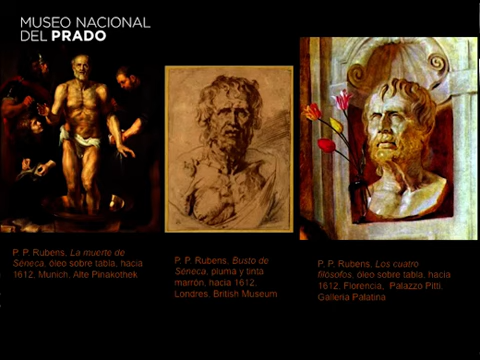 MUSEO NACIONAL
DEL PRADO
P. P. Rubens, La muerte de
Séneca, óleo sobre tabla, hacia
1612, Munich, Alte Pinakothek
P. P. Rubens, Busto de
Séneca, pluma y tinta
marrón, hacia 1612.
Londres, British Museum
P. P. Rubens, Los cuatro
filósofos, óleo sobre tabla, hacia
1612, Florencia, Palazzo Pitti,
Galleria Palatina